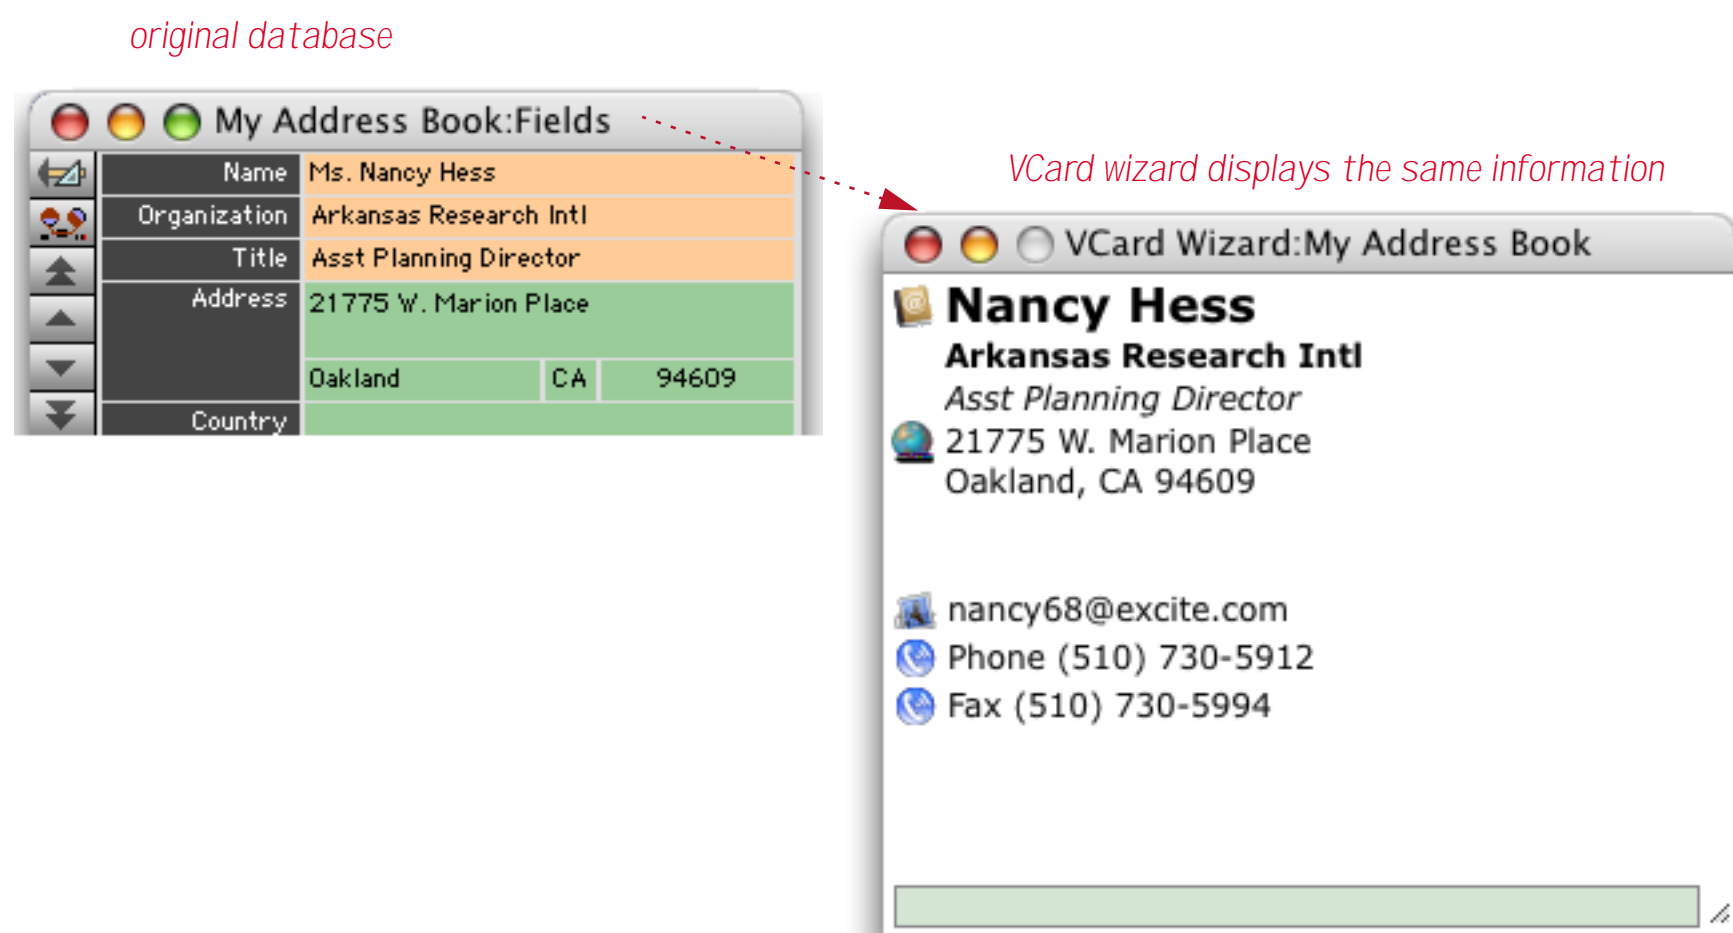 original database
My Address Book:Fields
Name Ms. Nancy Hess
Organization Arkansas Research Intl
Title Asst Planning Director
Address 21775 W. Marion Place
Oakland CA 94609
Country
VCard wizard displays the same information
VCard Wizard:My Address Book
Nancy Hess
Arkansas Research Intl
Asst Planning Director
21775 W. Marion Place
Oakland, CA 94609
nancy68@excite.com
Phone (510) 730-5912
Fax (510) 730-5994